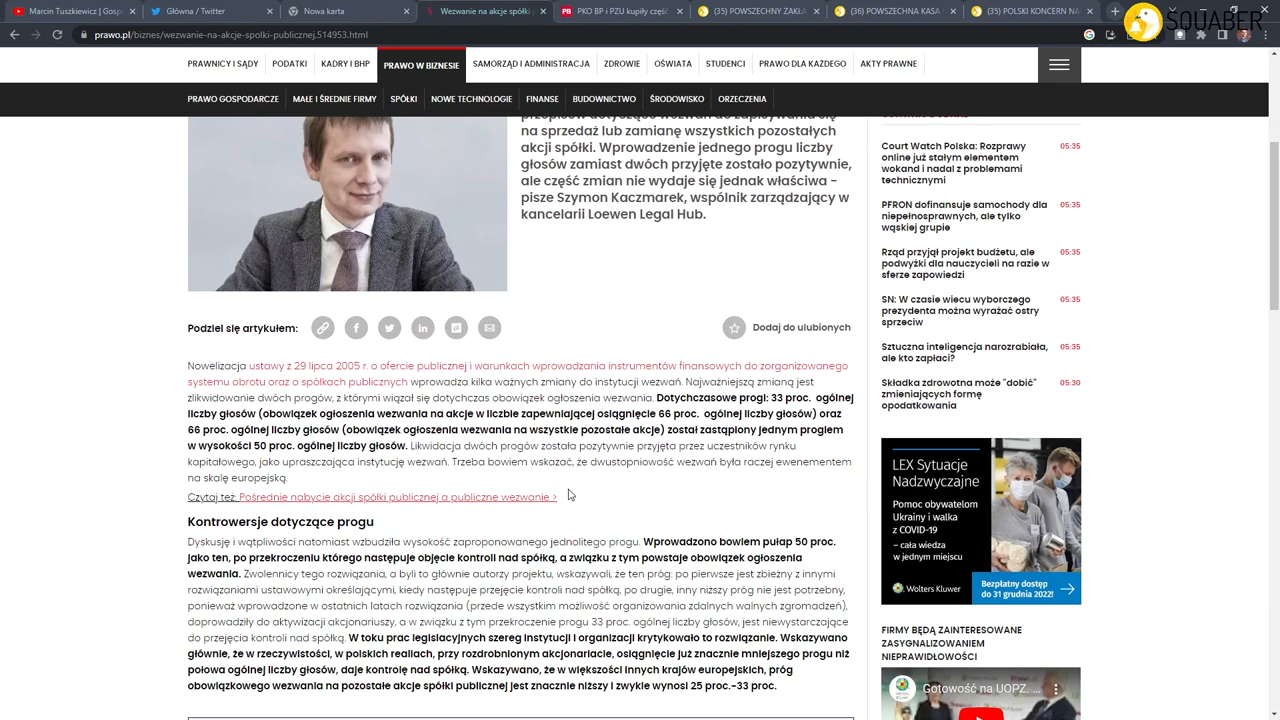 Marcin Tuszkiewicz | Gosp
Główna / Twitter
Nowa karta
Wezwanie na akcje spółki
PKO BP i PZU kupiły część
(35) POWSZECHNY ZAKŁA
(36) POWSZECHNA KASA
(35) POLSKI KONCERN NA
SQUABER
prawo.pl/biznes/wezwanie-na-akcje-spolki-publicznej,514953.html
PRAWNICY I SĄDY PODATKI KADRY I BHP PRAWO W BIZNESIE SAMORZĄD I ADMINISTRACJA ZDROWIE OŚWIATA STUDENCI PRAWO DLA KAŻDEGO AKTY PRAWNE
PRAWO GOSPODARCZE MAŁE I ŚREDNIE FIRMY SPÓŁKI NOWE TECHNOLOGIE FINANSE BUDOWNICTWO ŚRODOWISKO ORZECZENIA
na sprzedaż lub zamianę wszystkich pozostałych
akcji spółki. Wprowadzenie jednego progu liczby
głosów zamiast dwóch przyjęte zostało pozytywnie,
ale część zmian nie wydaje się jednak właściwa -
pisze Szymon Kaczmarek, wspólnik zarządzający w
kancelarii Loewen Legal Hub.
Podziel się artykułem:
Dodaj do ulubionych
Nowelizacja ustawy z 29 lipca 2005 r. o ofercie publicznej i warunkach wprowadzania instrumentów finansowych do zorganizowanego
systemu obrotu oraz o spółkach publicznych wprowadza kilka ważnych zmiany do instytucji wezwań. Najważniejszą zmianą jest
zlikwidowanie dwóch progów, z którymi wiązał się dotychczas obowiązek ogłoszenia wezwania. Dotychczasowe progi: 33 proc. ogólnej
liczby głosów (obowiązek ogłoszenia wezwania na akcje w liczbie zapewniającej osiągnięcie 66 proc. ogólnej liczby głosów) oraz
66 proc. ogólnej liczby głosów (obowiązek ogłoszenia wezwania na wszystkie pozostałe akcje) został zastąpiony jednym progiem
w wysokości 50 proc. ogólnej liczby głosów. Likwidacja dwóch progów została pozytywnie przyjęta przez uczestników rynku
kapitałowego, jako upraszczająca instytucję wezwań. Trzeba bowiem wskazać, że dwustopniowość wezwań była raczej ewenementem
na skalę europejską.
Czytaj też: Pośrednie nabycie akcji spółki publicznej a publiczne wezwanie >
Kontrowersje dotyczące progu
Dyskusję i wątpliwości natomiast wzbudziła wysokość zaproponowanego jednolitego progu. Wprowadzono bowiem pułap 50 proc.
jako ten, po przekroczeniu którego następuje objęcie kontroli nad spółką, a związku z tym powstaje obowiązek ogłoszenia
wezwania. Zwolennicy tego rozwiązania, a byli to głównie autorzy projektu, wskazywali, że ten próg: po pierwsze jest zbieżny z innymi
rozwiązaniami ustawowymi określającymi, kiedy następuje przejęcie kontroli nad spółką, po drugie, inny niższy próg nie jest potrzebny,
ponieważ wprowadzone w ostatnich latach rozwiązania (przede wszystkim możliwość organizowania zdalnych walnych zgromadzeń),
doprowadziły do aktywizacji akcjonariuszy, a w związku z tym przekroczenie progu 33 proc. ogólnej liczby głosów, jest niewystarczające
do przejęcia kontroli nad spółką. W toku prac legislacyjnych szereg instytucji i organizacji krytykowało to rozwiązanie. Wskazywano
głównie, że w rzeczywistości, w polskich realiach, przy rozdrobnionym akcjonariacie, osiągnięcie już znacznie mniejszego progu niż
połowa ogólnej liczby głosów, daje kontrolę nad spółką. Wskazywano, że w większości innych krajów europejskich, próg
obowiązkowego wezwania na pozostałe akcje spółki publicznej jest znacznie niższy i zwykle wynosi 25 proc.-33 proc.
Court Watch Polska: Rozprawy 05:35
online już stałym elementem
wokand i nadal z problemami
technicznymi
PFRON dofinansuje samochody dla 05:35
niepełnosprawnych, ale tylko
wąskiej grupie
Rząd przyjął projekt budżetu, ale 05:35
podwyżki dla nauczycieli na razie w
sferze zapowiedzi
SN: W czasie wiecu wyborczego 05:35
prezydenta można wyrażać ostry
sprzeciw
Sztuczna inteligencja narozrabiała, 05:35
ale kto zapłaci?
Składka zdrowotna może "dobić" 05:30
zmieniających formę
opodatkowania
LEX Sytuacje
Nadzwyczajne
Pomoc obywatelom
Ukrainy i walka
z COVID-19
– cała wiedza
w jednym miejscu
Wolters Kluwer
Bezpłatny dostęp
do 31 grudnia 2022!
FIRMY BĘDĄ ZAINTERESOWANE
ZASYGNALIZOWANIEM
NIEPRAWIDŁOWOŚCI
Gotowość na UOPZ. ...